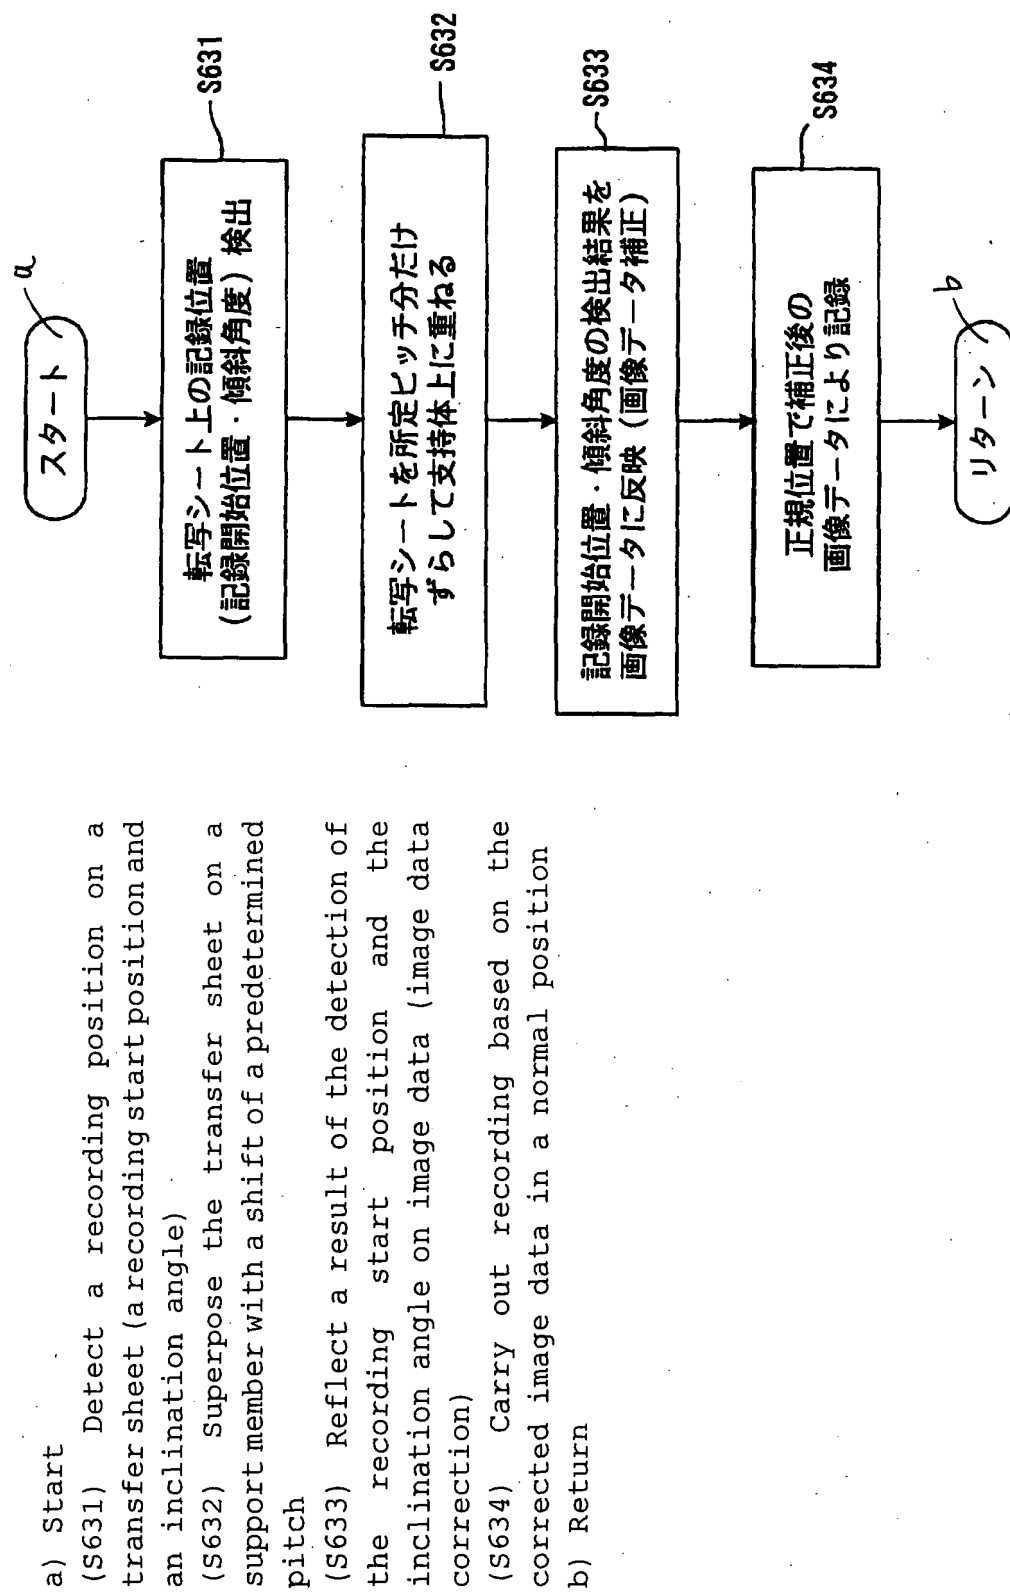 スタート
a
転写シート上の記録位置
(記録開始位置・傾斜角度) 検出
S631
転写シートを所定ピッチ分だけ
ずらして支持体上に重ねる
S632
記録開始位置・傾斜角度の検出結果を
画像データに反映 (画像データ補正)
S633
正規位置で補正後の
画像データにより記録
S634
リターン
b
a) Start
(S631) Detect a recording position on a
transfer sheet (a recording start position and
an inclination angle)
(S632) Superpose the transfer sheet on a
support member with a shift of a predetermined
pitch
(S633) Reflect a result of the detection of
the recording start position and the
inclination angle on image data (image data
correction)
(S634) Carry out recording based on the
corrected image data in a normal position
b) Return